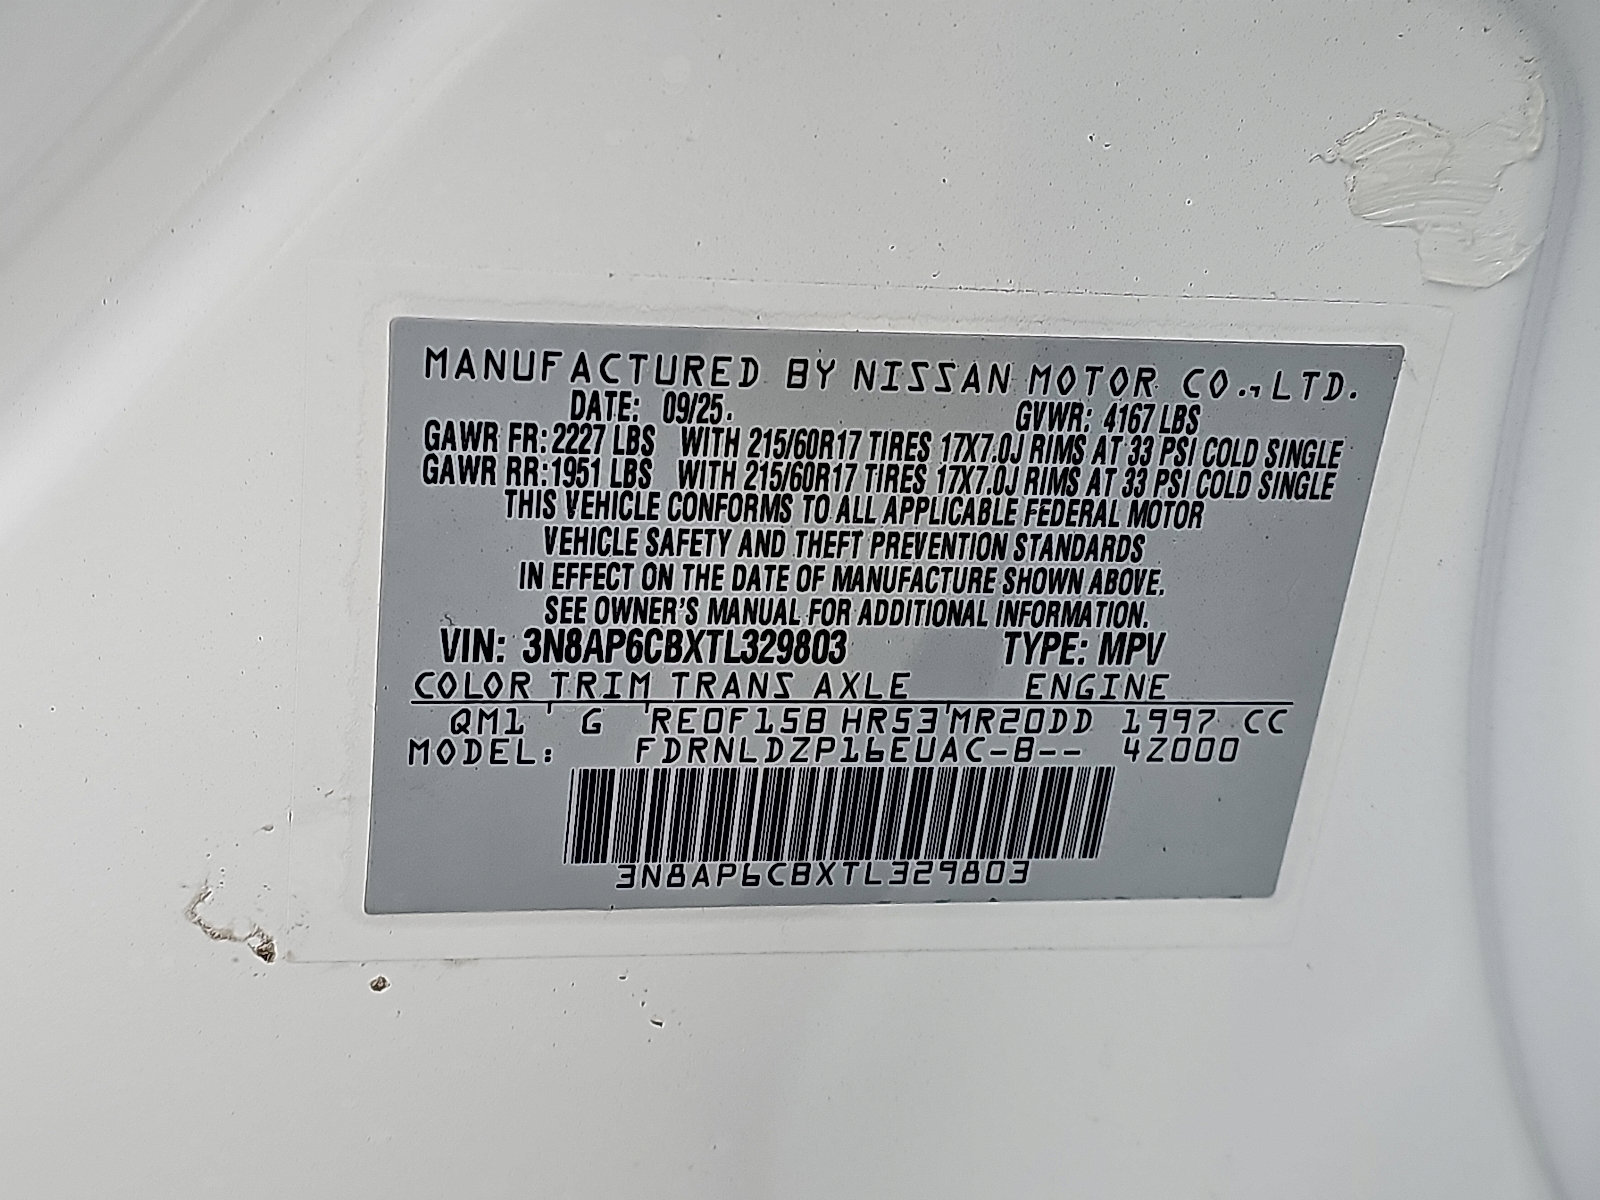 MANUFACTURED BY NISSAN MOTOR CO., LTD.
DATE: 09/25. GVWR: 4167 LBS
GAWR FR: 2227 LBS WITH 215/60R17 TIRES 17X7.0J RIMS AT 33 PSI COLD SINGLE
GAWR RR: 1951 LBS WITH 215/60R17 TIRES 17X7.0J RIMS AT 33 PSI COLD SINGLE
THIS VEHICLE CONFORMS TO ALL APPLICABLE FEDERAL MOTOR
VEHICLE SAFETY AND THEFT PREVENTION STANDARDS
IN EFFECT ON THE DATE OF MANUFACTURE SHOWN ABOVE.
SEE OWNER'S MANUAL FOR ADDITIONAL INFORMATION.
VIN: 3N8AP6CBXTL329803 TYPE: MPV
COLOR TRIM TRANS AXLE ENGINE
QM1 G RE0F15B HR53 MR20DD 1997 CC
MODEL: FDRNLDZP16EUAC-B-- 4Z000
3N8AP6CBXTL329803